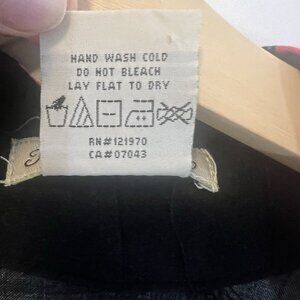 HAND WASH COLD
DO NOT BLEACH
LAY FLAT TO DRY
RN#121970
CA#07043